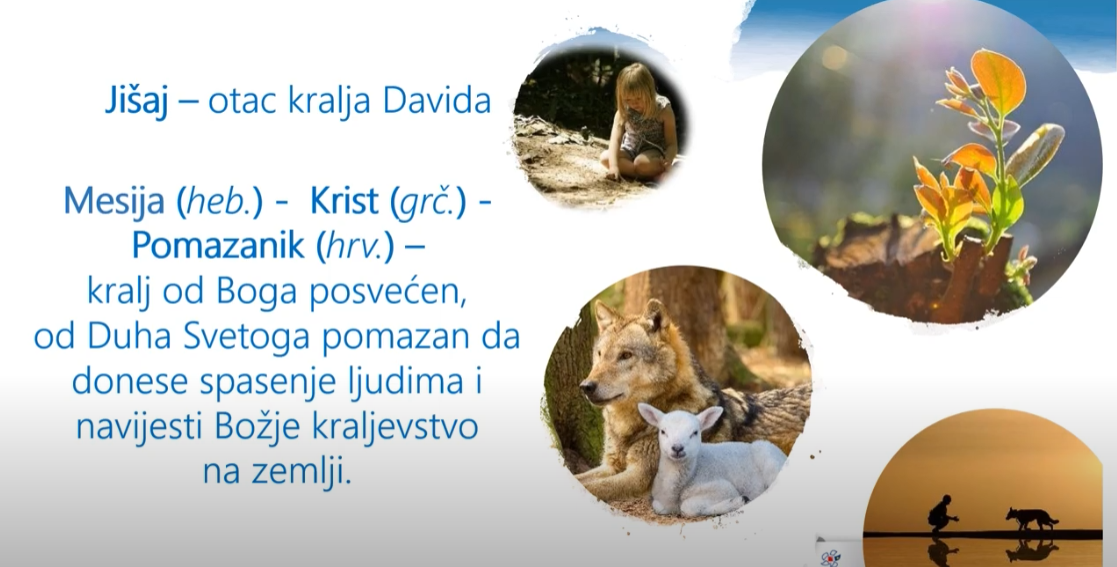 Jišaj – otac kralja Davida
Mesija (heb.) - Krist (grč.) -
Pomazanik (hrv.) –
kralj od Boga posvećen,
od Duha Svetoga pomazan da
donese spasenje ljudima i
navijesti Božje kraljevstvo
na zemlji.